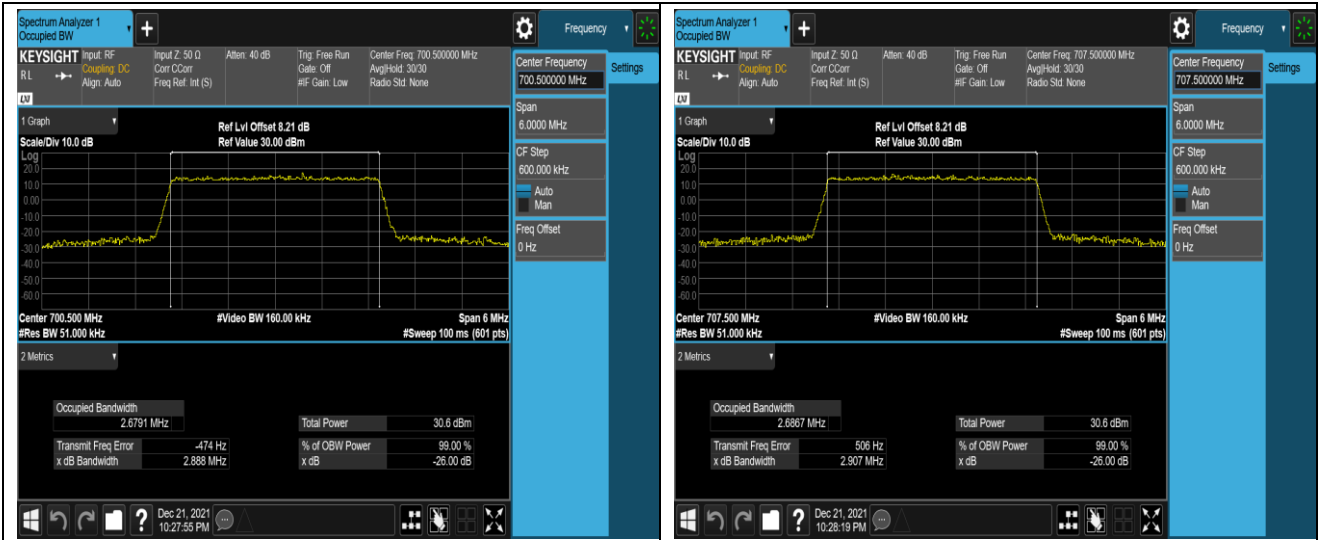 Spectrum Analyzer 1
Occupied BW
Frequency
KEYSIGHT
Input: RF
Coupling: DC
Align: Auto
Input Z: 50 Ω
Corr CCorr
Freq Ref: Int (S)
Atten: 40 dB
Trig: Free Run
Gate: Off
#IF Gain: Low
Center Freq: 700.500000 MHz
Avg|Hold: 30/30
Radio Std: None
R L
LXI
Center Frequency
700.500000 MHz
Settings
Span
6.0000 MHz
CF Step
600.000 kHz
Auto
Man
Freq Offset
0 Hz
1 Graph
Scale/Div 10.0 dB
Ref Lvl Offset 8.21 dB
Ref Value 30.00 dBm
Log
20.0
10.0
0.00
-10.0
-20.0
-30.0
-40.0
-50.0
-60.0
Center 700.500 MHz
#Video BW 160.00 kHz
Span 6 MHz
#Res BW 51.000 kHz
#Sweep 100 ms (601 pts)
2 Metrics
Occupied Bandwidth
2.6791 MHz
Total Power 30.6 dBm
Transmit Freq Error -474 Hz
% of OBW Power 99.00 %
x dB Bandwidth 2.888 MHz
x dB -26.00 dB
?
Dec 21, 2021
10:27:55 PM
Spectrum Analyzer 1
Occupied BW
Frequency
KEYSIGHT
Input: RF
Coupling: DC
Align: Auto
Input Z: 50 Ω
Corr CCorr
Freq Ref: Int (S)
Atten: 40 dB
Trig: Free Run
Gate: Off
#IF Gain: Low
Center Freq: 707.500000 MHz
Avg|Hold: 30/30
Radio Std: None
R L
LXI
Center Frequency
707.500000 MHz
Settings
Span
6.0000 MHz
CF Step
600.000 kHz
Auto
Man
Freq Offset
0 Hz
1 Graph
Scale/Div 10.0 dB
Ref Lvl Offset 8.21 dB
Ref Value 30.00 dBm
Log
20.0
10.0
0.00
-10.0
-20.0
-30.0
-40.0
-50.0
-60.0
Center 707.500 MHz
#Video BW 160.00 kHz
Span 6 MHz
#Res BW 51.000 kHz
#Sweep 100 ms (601 pts)
2 Metrics
Occupied Bandwidth
2.6867 MHz
Total Power 30.6 dBm
Transmit Freq Error 506 Hz
% of OBW Power 99.00 %
x dB Bandwidth 2.907 MHz
x dB -26.00 dB
?
Dec 21, 2021
10:28:19 PM